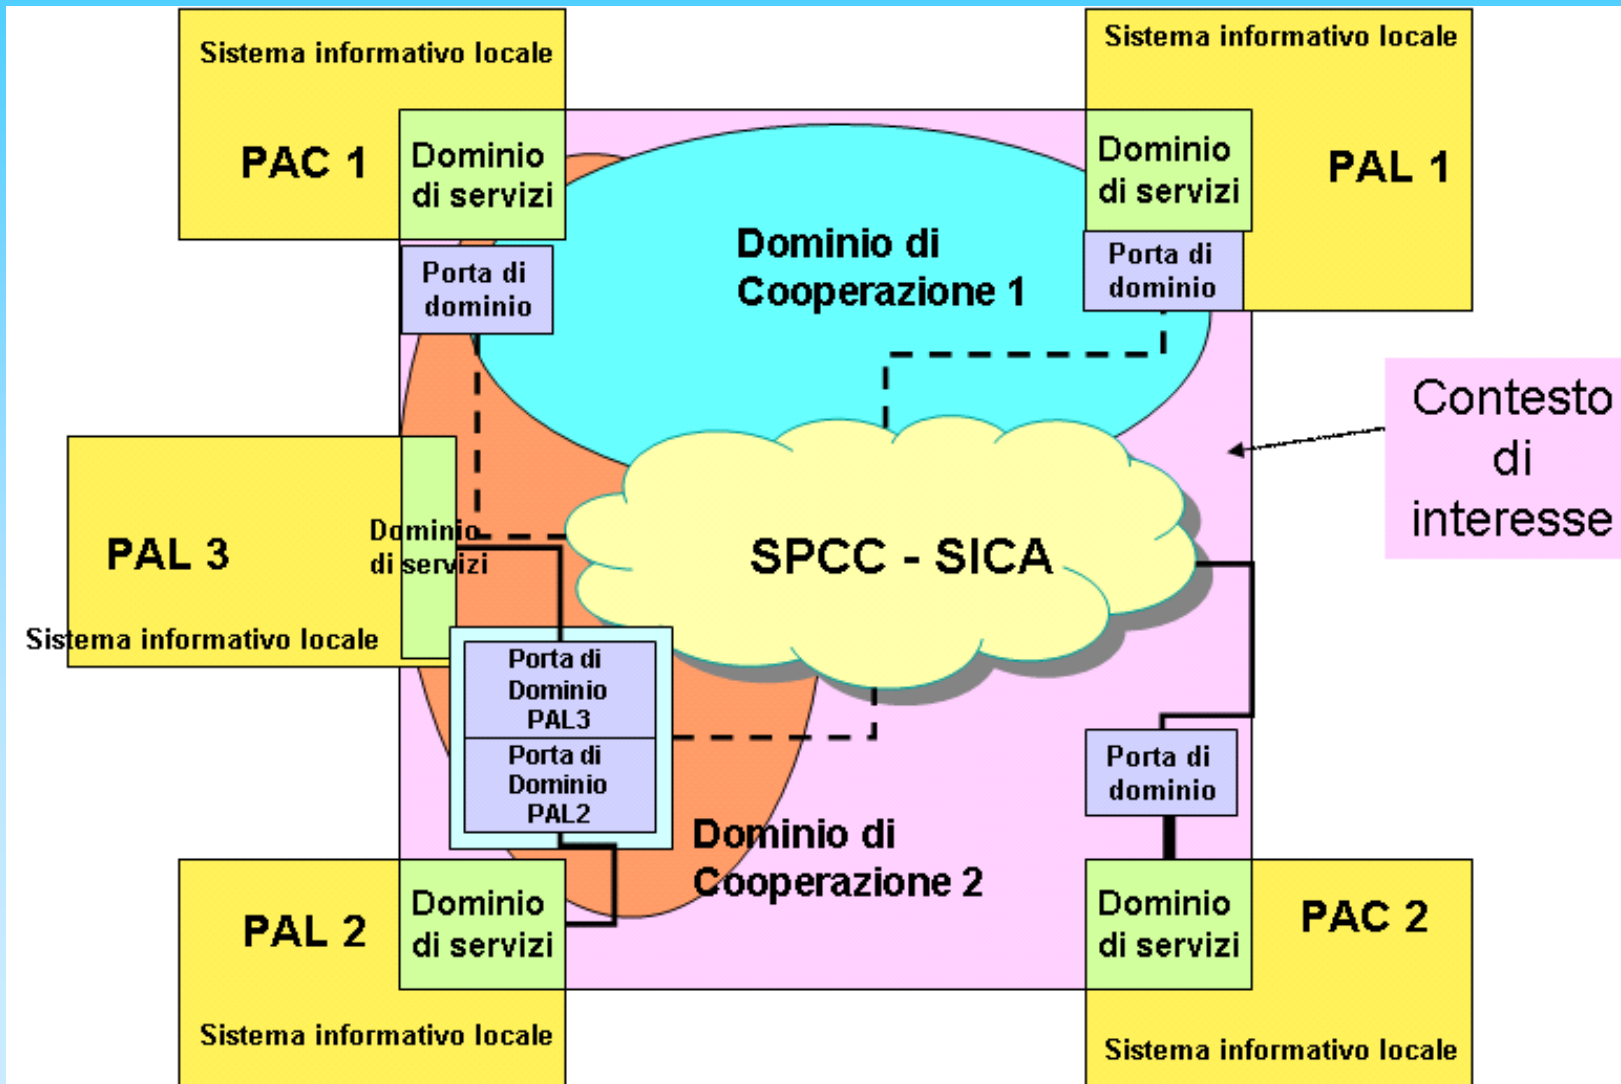 Sistema informativo locale
PAC 1
Dominio
di servizi
Porta di
dominio
Sistema informativo locale
PAL 1
Dominio
di servizi
Porta di
dominio
Dominio di
Cooperazione 1
Contesto
di
interesse
PAL 3
Dominio
di servizi
Sistema informativo locale
SPCC - SICA
Porta di
Dominio
PAL3
Porta di
Dominio
PAL2
Porta di
dominio
Dominio di
Cooperazione 2
PAL 2
Dominio
di servizi
Sistema informativo locale
Dominio
di servizi
PAC 2
Sistema informativo locale